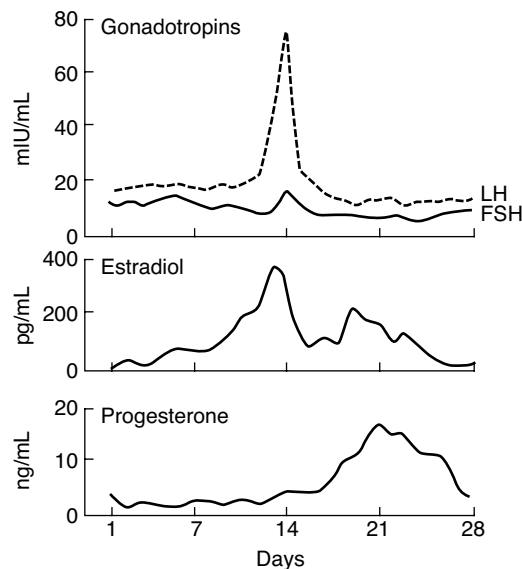 80
Gonadotropins
60
mIU/mL
40
20
LH
FSH
0
400
Estradiol
pg/mL
200
0
20
Progesterone
ng/mL
10
0
1 7 14 21 28
Days